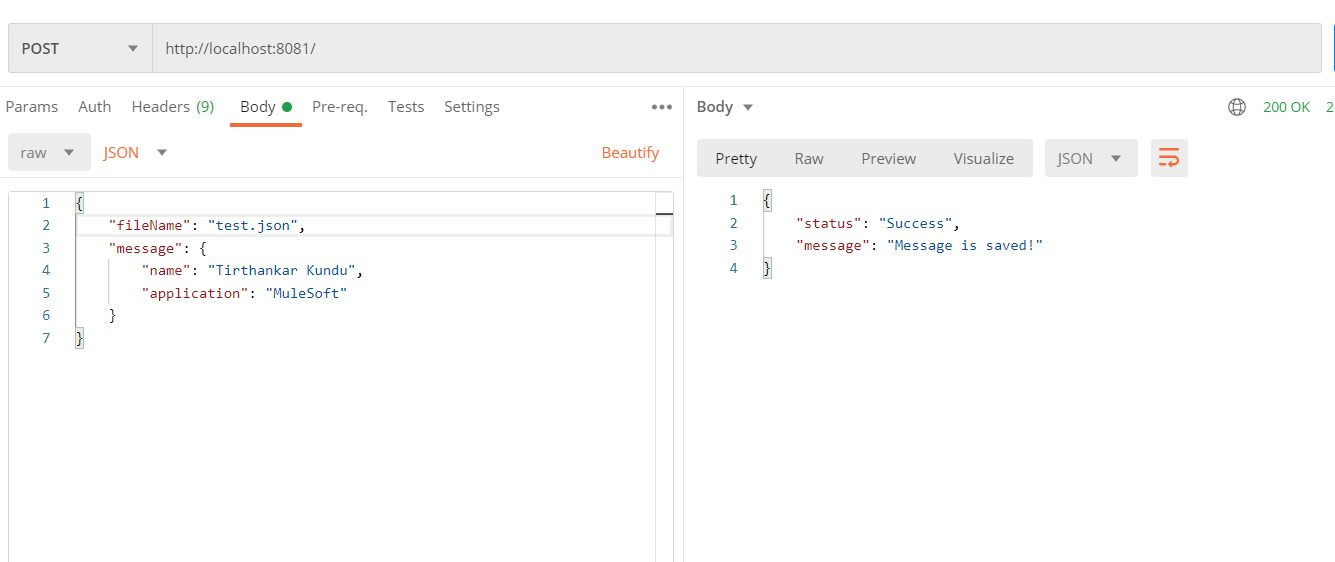 POST http://localhost:8081/
Params Auth Headers (9) Body Pre-req. Tests Settings •••
raw JSON Beautify
1 {
2 "fileName": "test.json",
3 "message": {
4 "name": "Tirthankar Kundu",
5 "application": "MuleSoft"
6 }
7 }
Body 200 OK 2
Pretty Raw Preview Visualize JSON
1 {
2 "status": "Success",
3 "message": "Message is saved!"
4 }